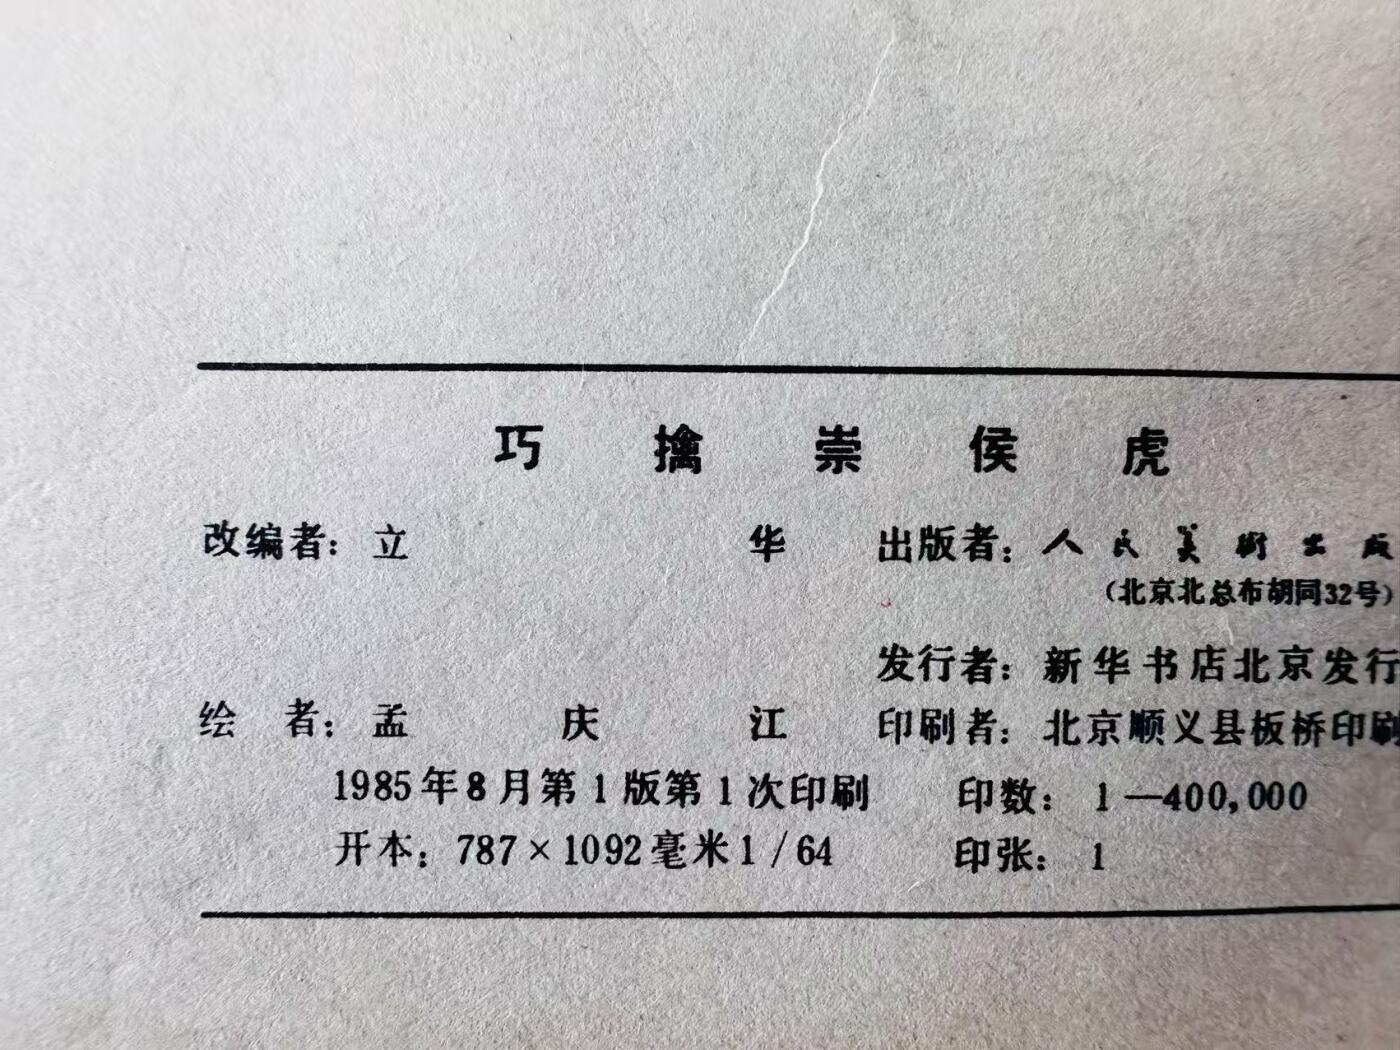 巧擒崇侯虎
改编者：立华 出版者：人民美术出版
（北京北总布胡同32号）
发行者：新华书店北京发行
绘者：孟庆江 印刷者：北京顺义县板桥印刷
1985年8月第1版第1次印刷 印数：1—400,000
开本：787×1092毫米1/64 印张：1